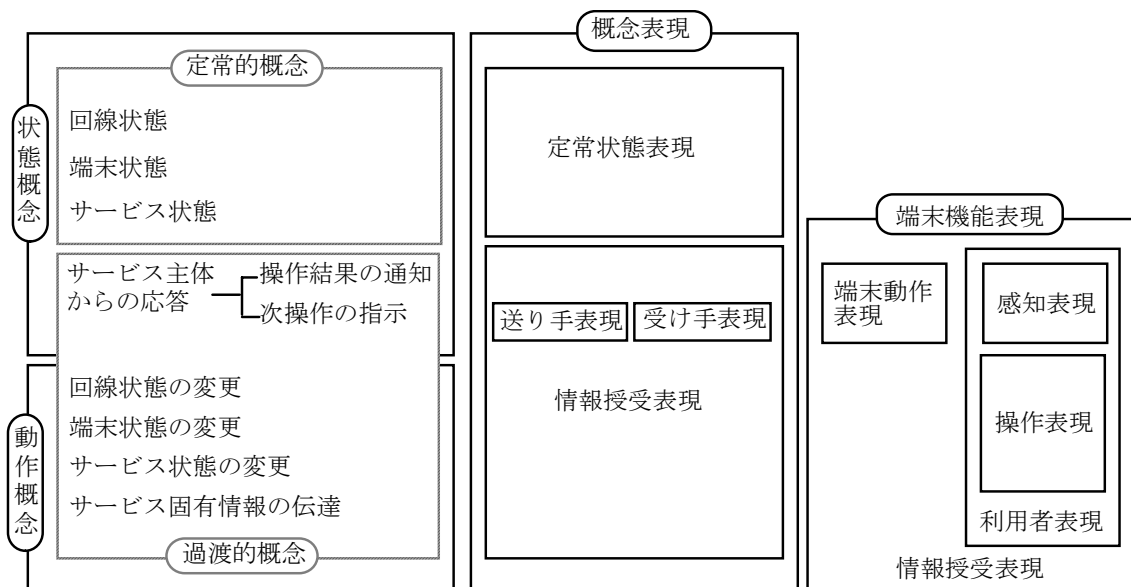 状態概念
定常的概念
回線状態
端末状態
サービス状態
サービス主体
からの応答
操作結果の通知
次操作の指示
動作概念
回線状態の変更
端末状態の変更
サービス状態の変更
サービス固有情報の伝達
過渡的概念
概念表現
定常状態表現
送り手表現
受け手表現
情報授受表現
端末機能表現
端末動作
表現
感知表現
操作表現
利用者表現
情報授受表現